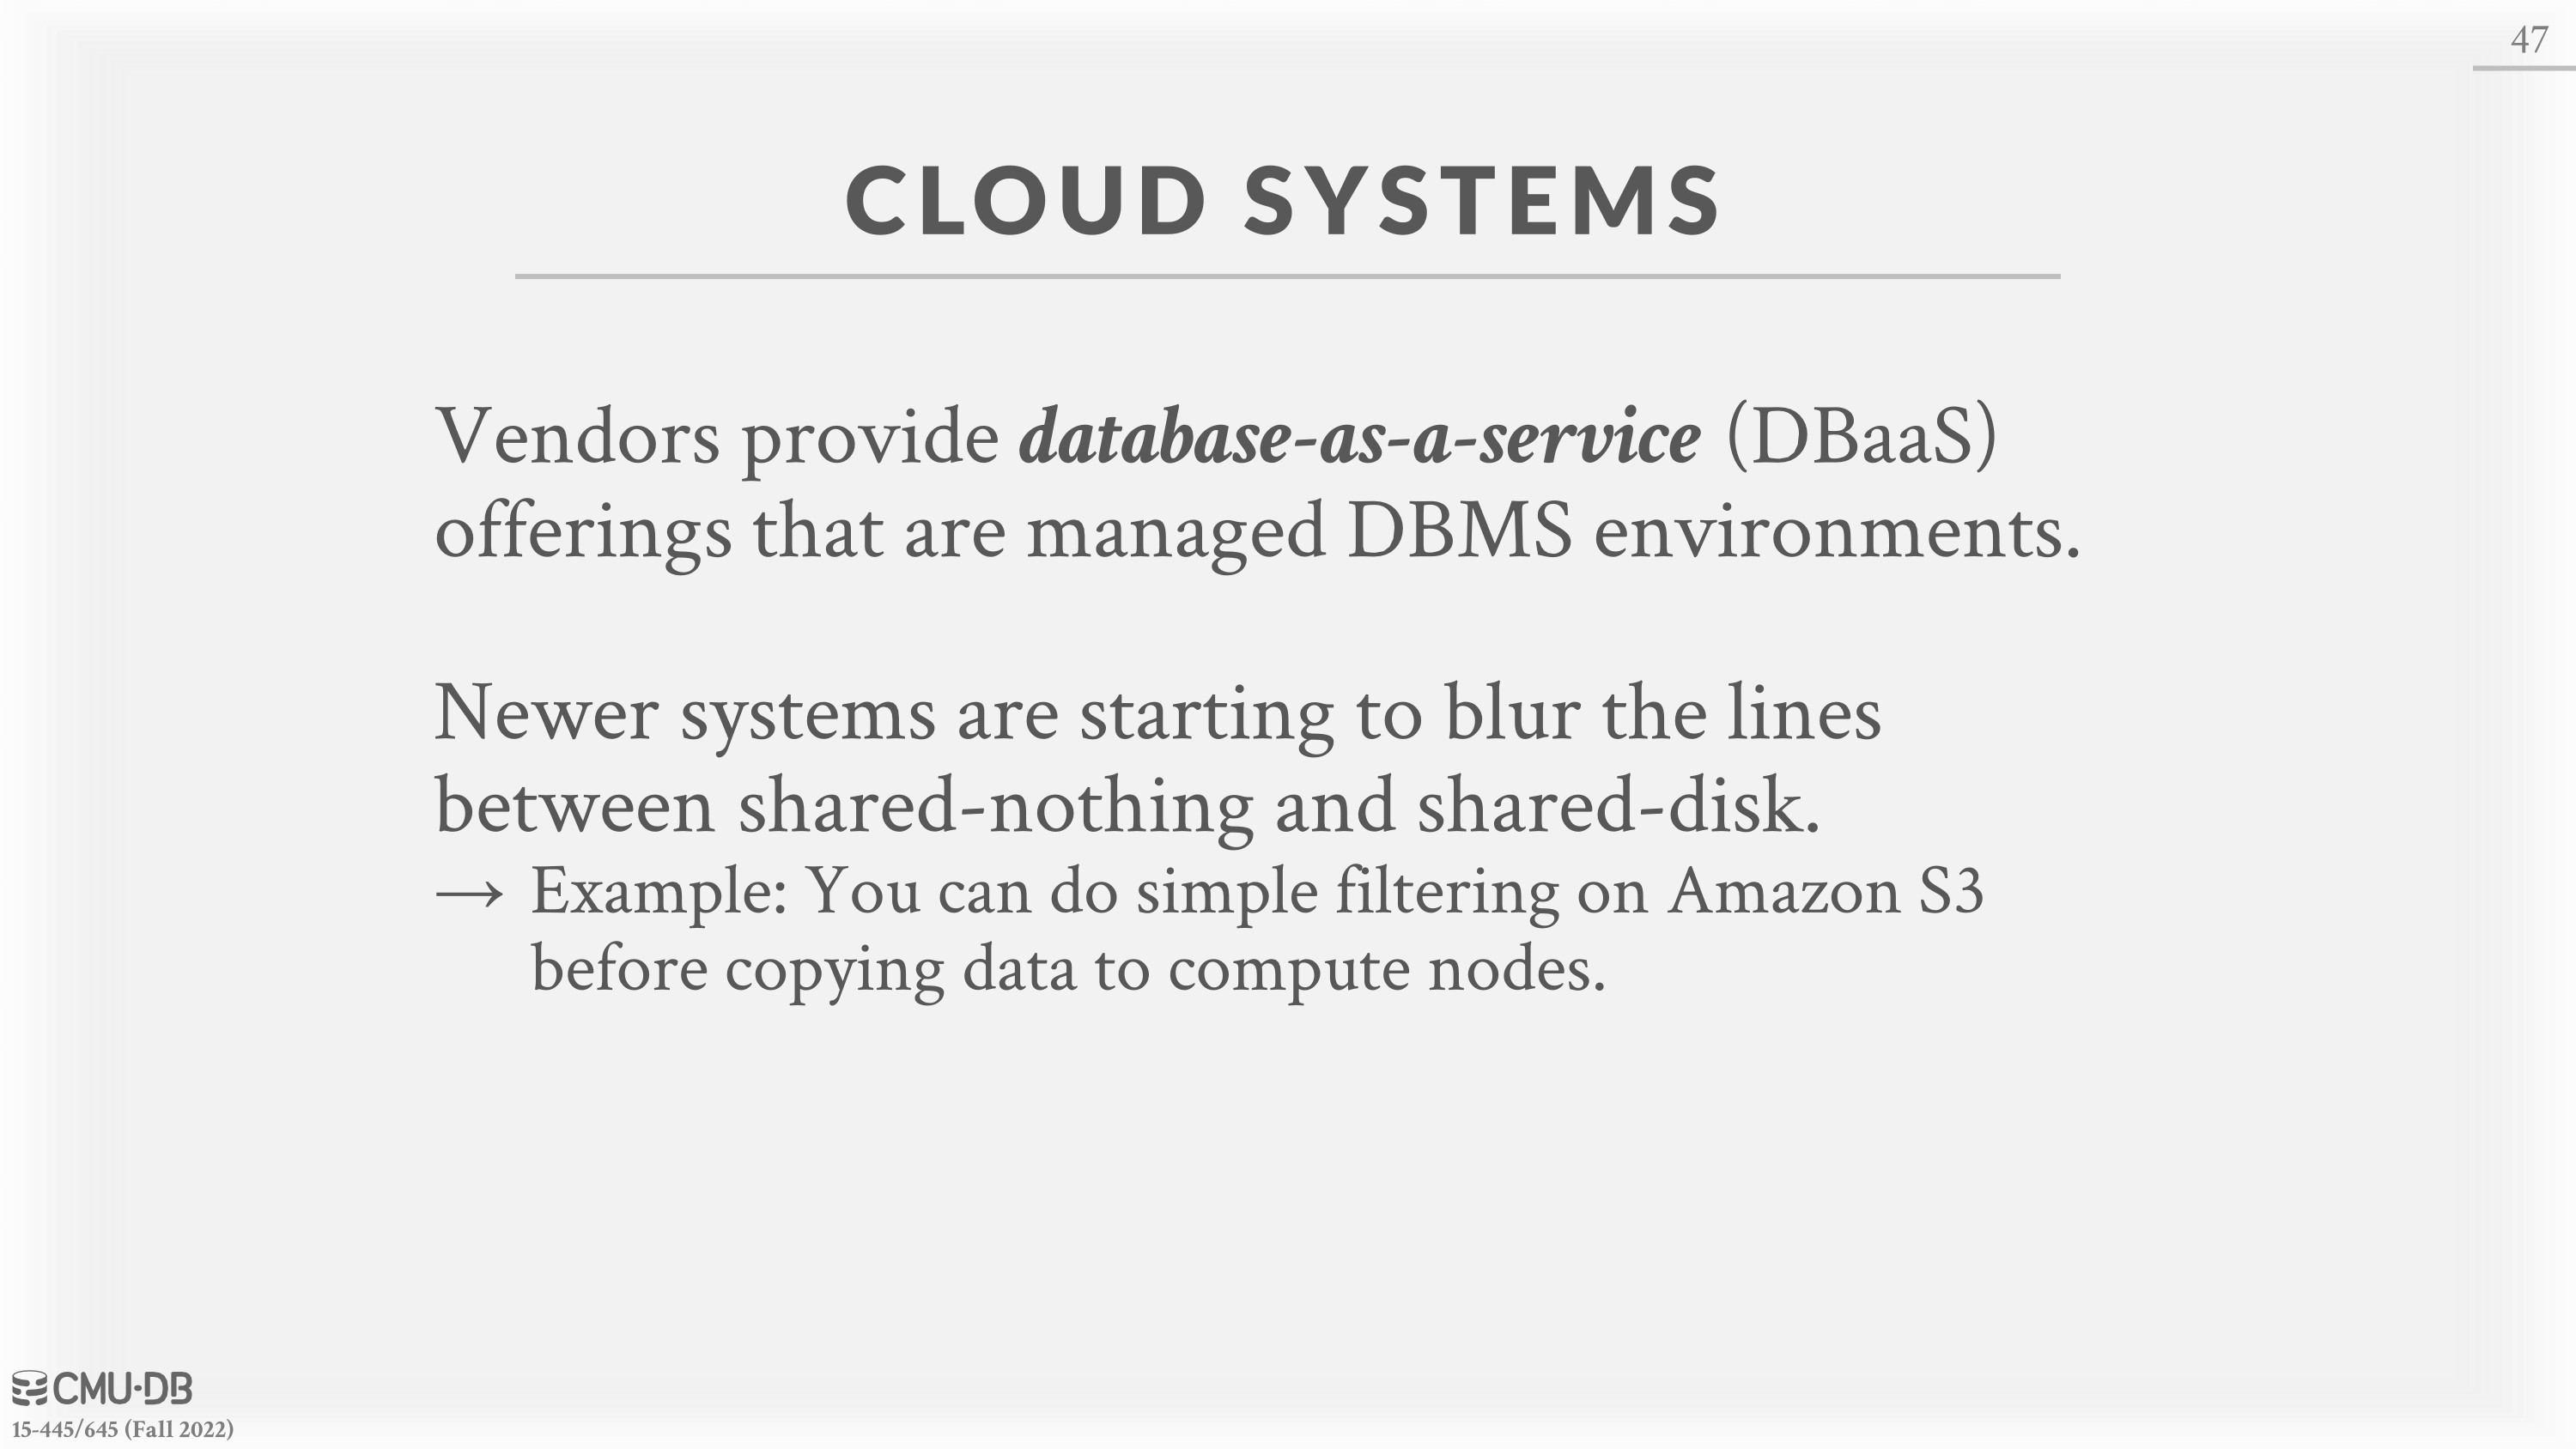 47
CLOUD SYSTEMS
Vendors provide database-as-a-service (DBaaS)
offerings that are managed DBMS environments.
Newer systems are starting to blur the lines
between shared-nothing and shared-disk.
→ Example: You can do simple filtering on Amazon S3
before copying data to compute nodes.
CMU·DB
15-445/645 (Fall 2022)